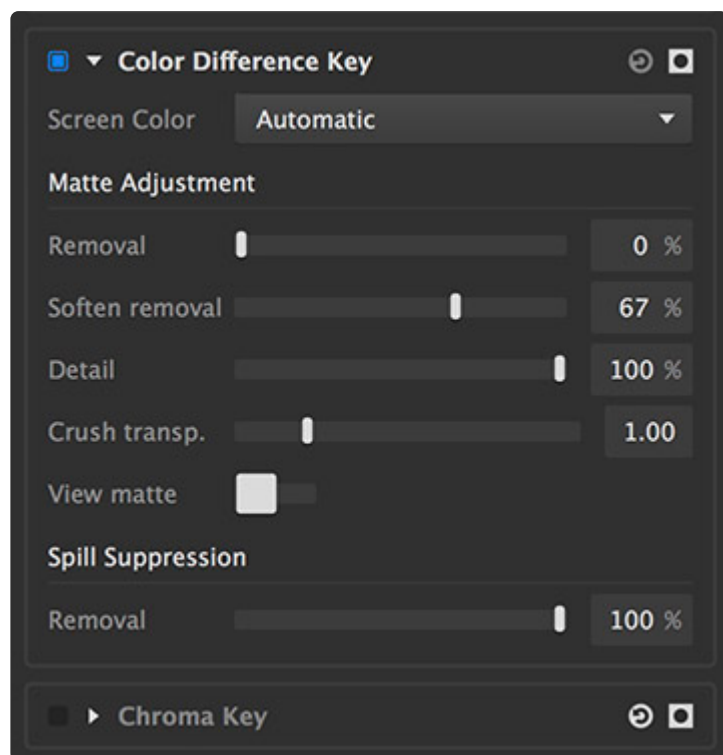 Color Difference Key
Screen Color Automatic
Matte Adjustment
Removal 0 %
Soften removal 67 %
Detail 100 %
Crush transp. 1.00
View matte
Spill Suppression
Removal 100 %
Chroma Key